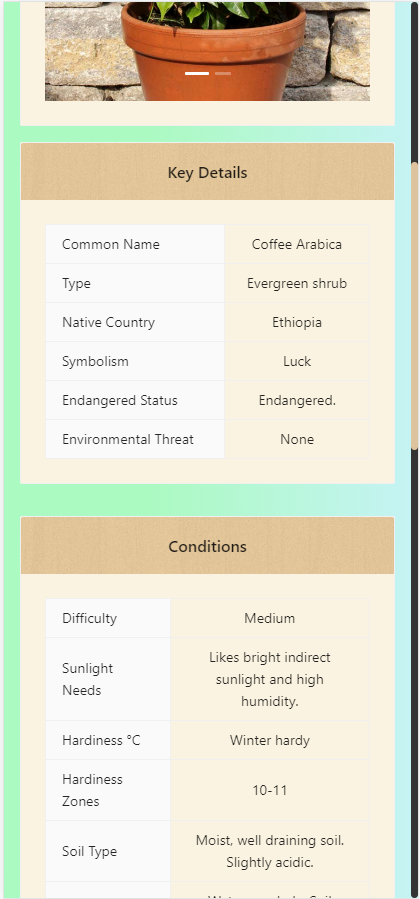 Key Details
Common Name
Coffee Arabica
Type
Evergreen shrub
Native Country
Ethiopia
Symbolism
Luck
Endangered Status
Endangered.
Environmental Threat
None
Conditions
Difficulty
Medium
Sunlight
Needs
Likes bright indirect
sunlight and high
humidity.
Hardiness °C
Winter hardy
Hardiness
Zones
10-11
Soil Type
Moist, well draining soil.
Slightly acidic.